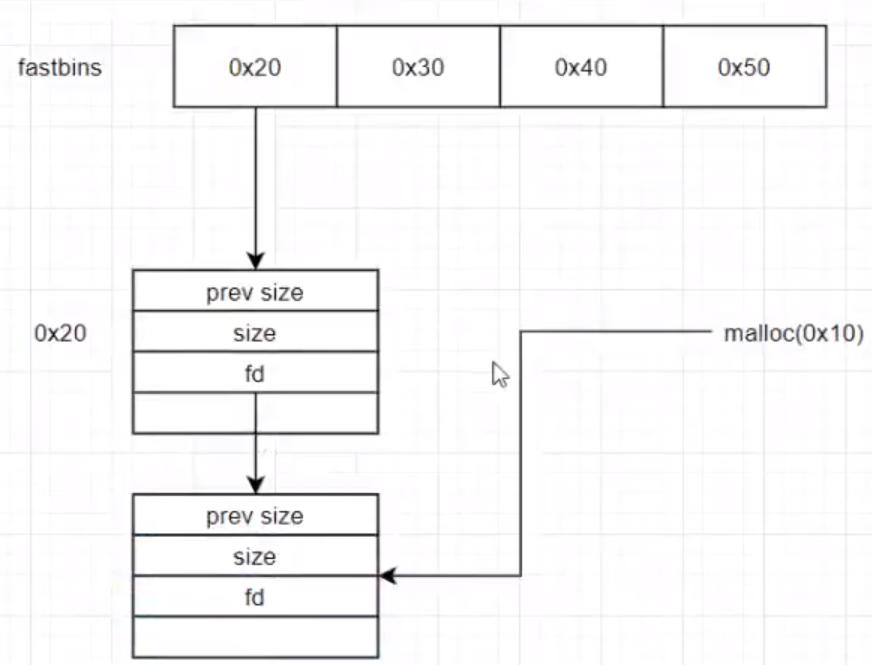 fastbins 0x20 0x30 0x40 0x50
prev size
0x20 size malloc(0x10)
fd
prev size
size
fd